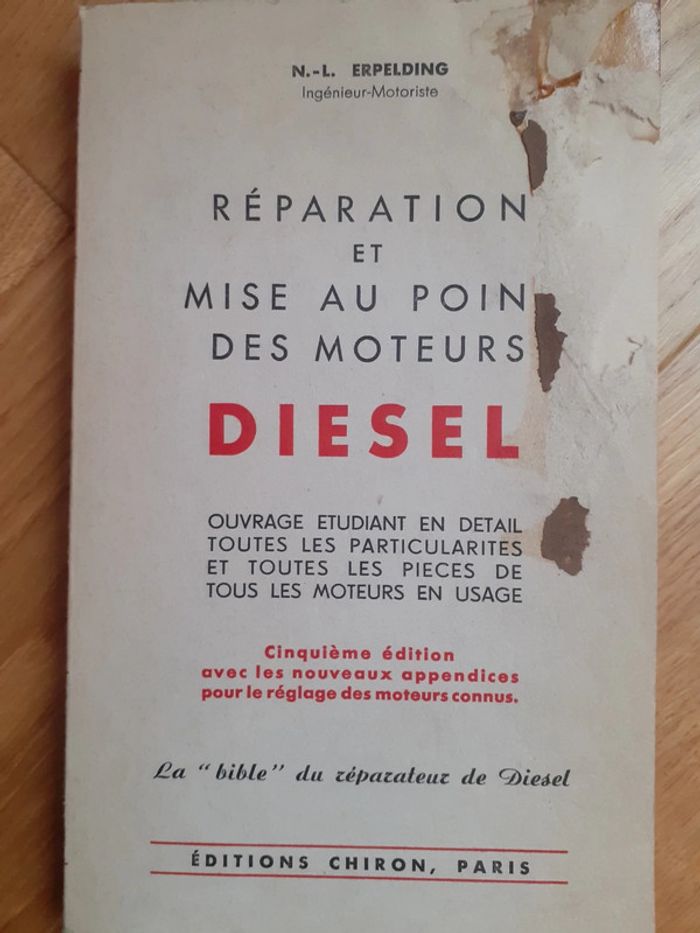 N.-L. ERPELDING
Ingénieur-Motoriste
RÉPARATION
ET
MISE AU POIN
DES MOTEURS
DIESEL
OUVRAGE ETUDIANT EN DETAIL
TOUTES LES PARTICULARITES
ET TOUTES LES PIECES DE
TOUS LES MOTEURS EN USAGE
Cinquième édition
avec les nouveaux appendices
pour le réglage des moteurs connus.
La "bible" du réparateur de Diesel
ÉDITIONS CHIRON, PARIS